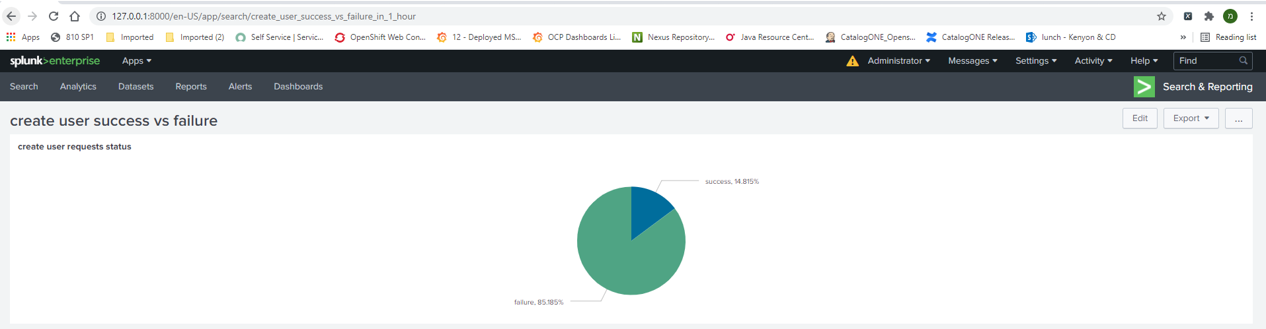 127.0.0.1:8000/en-US/app/search/create_user_success_vs_failure_in_1_hour
Apps 810 SP1 Imported Imported (2) Self Service | Servic... OpenShift Web Con... 12 - Deployed MS... OCP Dashboards Li... Nexus Repository... Java Resource Cent... CatalogONE_Opens... CatalogONE Releas... lunch - Kenyon & CD » Reading list
splunk>enterprise Apps Administrator Messages Settings Activity Help Find
Search Analytics Datasets Reports Alerts Dashboards > Search & Reporting
create user success vs failure Edit Export ...
create user requests status
success, 14.815%
failure, 85.185%